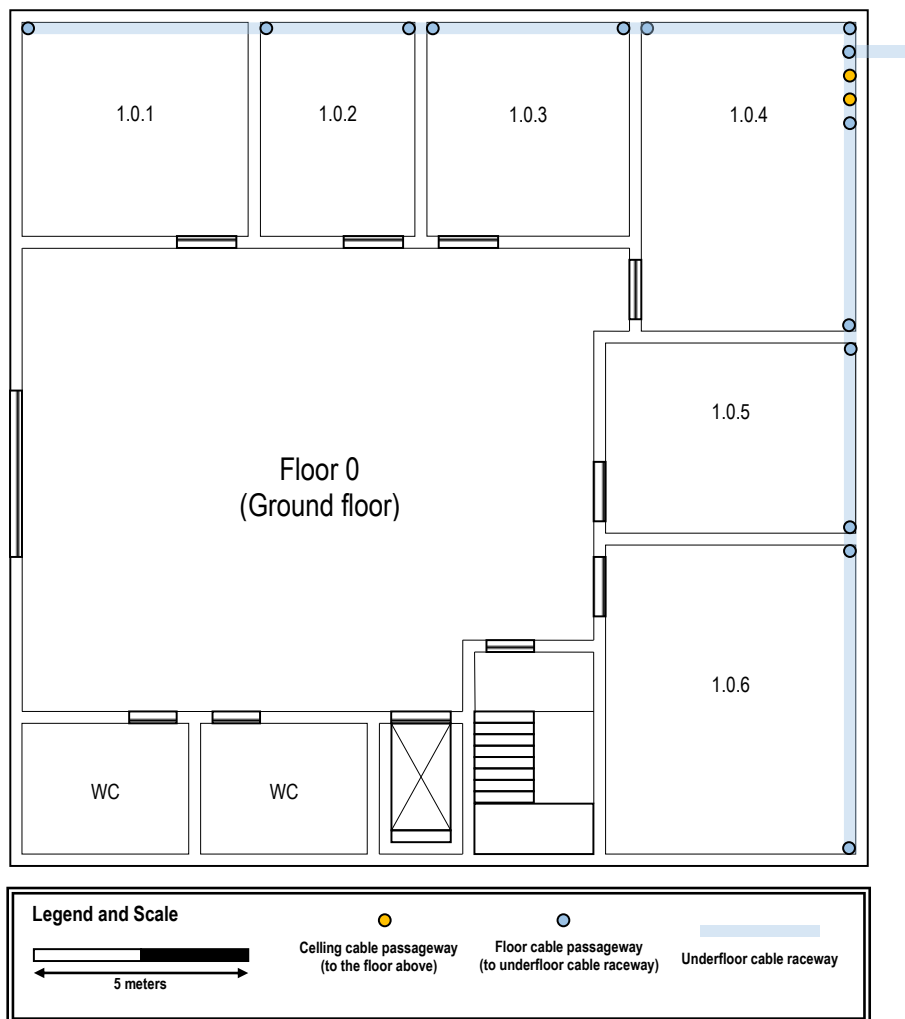 1.0.1
1.0.2
1.0.3
1.0.4
1.0.5
Floor 0
(Ground floor)
1.0.6
WC
WC
Legend and Scale
5 meters
Celling cable passageway
(to the floor above)
Floor cable passageway
(to underfloor cable raceway)
Underfloor cable raceway